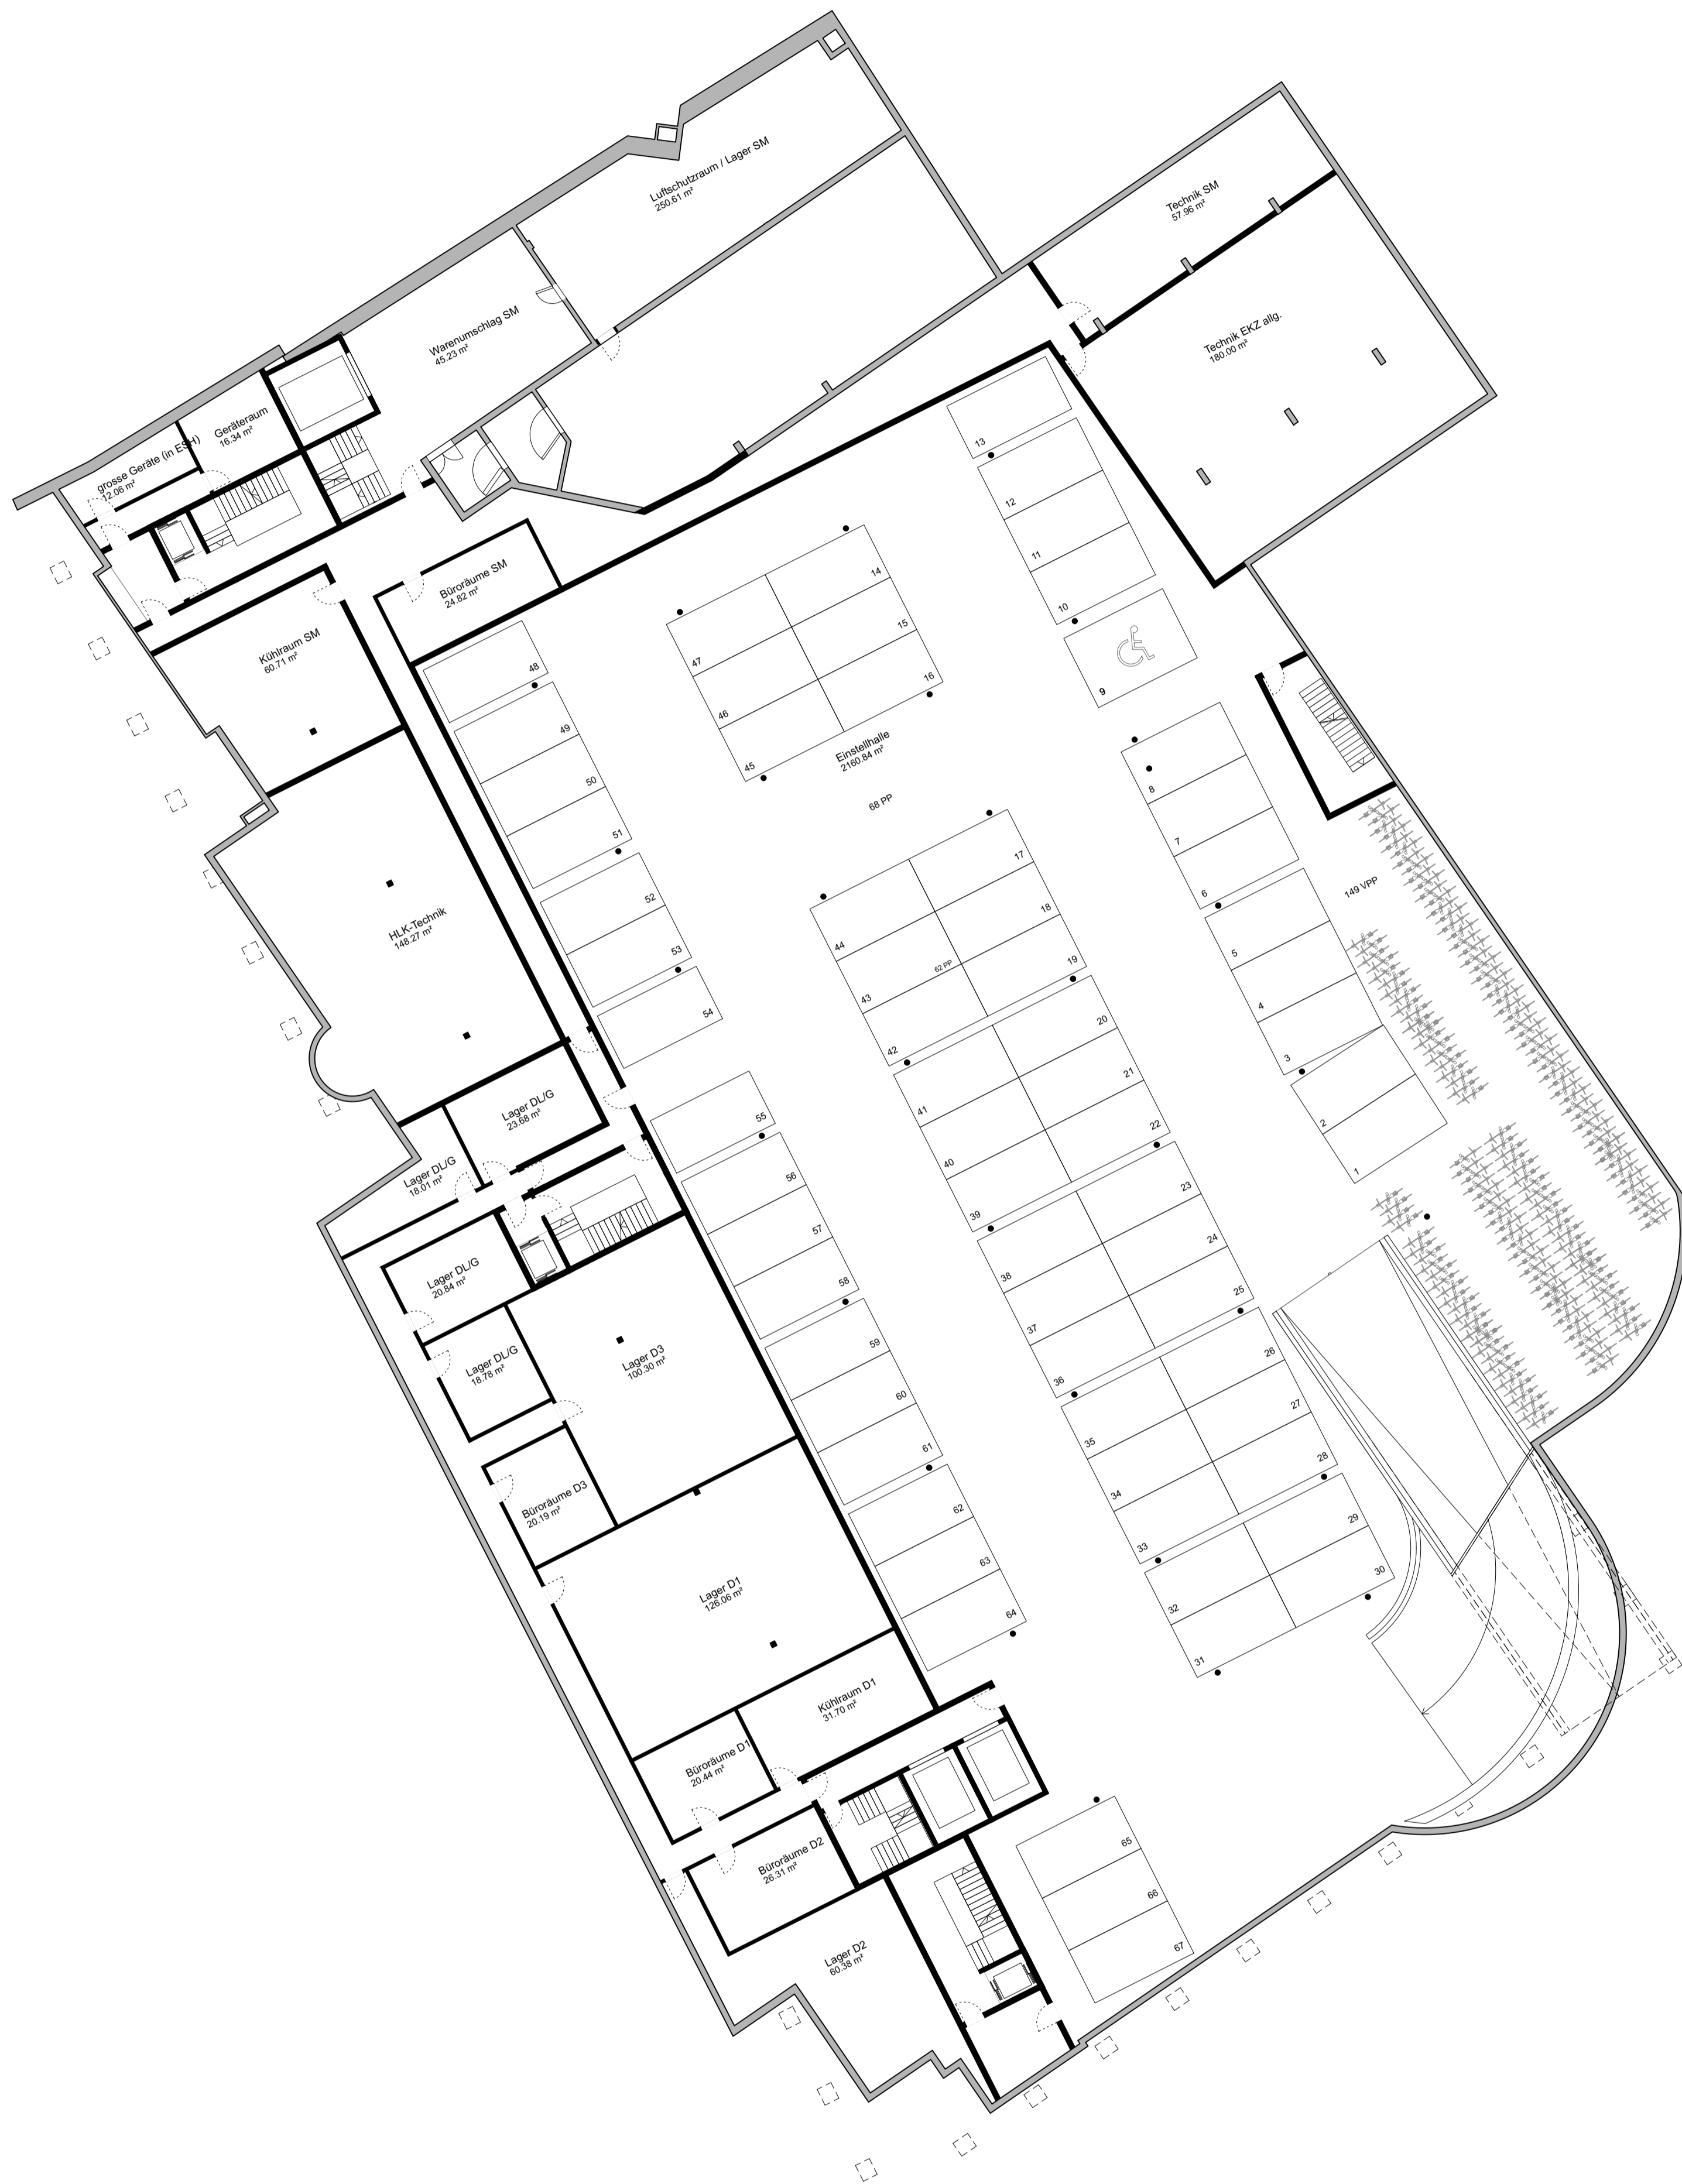 Luftschutzraum / Lager SM
250.61 m²
Technik SM
57.96 m²
Warenumschlag SM
45.23 m²
Technik EKZ allg.
180.00 m²
Geräteraum
16.34 m²
grosse Geräte (in ESH)
12.06 m²
Büroräume SM
24.82 m²
Kühlraum SM
60.71 m²
HLK-Technik
148.27 m²
Lager DL/G
23.68 m²
Lager DL/G
18.01 m²
Lager DL/G
20.84 m²
Lager DL/G
18.78 m²
Lager D3
100.30 m²
Büroräume D3
20.19 m²
Lager D1
126.06 m²
Kühlraum D1
31.70 m²
Büroräume D1
20.44 m²
Büroräume D2
26.31 m²
Lager D2
60.38 m²
Einstellhalle
2160.84 m²
68 PP
62 PP
149 VPP
13
12
11
10
9
8
7
6
5
4
3
2
1
14
15
16
17
18
19
20
21
22
23
24
25
26
27
28
29
30
31
32
33
34
35
36
37
38
39
40
41
42
43
44
45
46
47
48
49
50
51
52
53
54
55
56
57
58
59
60
61
62
63
64
65
66
67